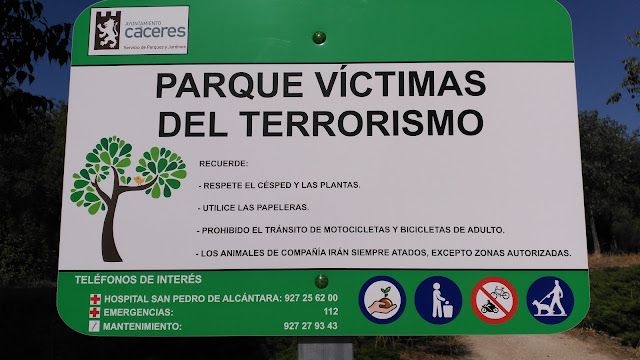 AYUNTAMIENTO
CÁCERES
Servicio de Parques y Jardines
PARQUE VÍCTIMAS
DEL TERRORISMO
RECUERDE:
- RESPETE EL CÉSPED Y LAS PLANTAS.
- UTILICE LAS PAPELERAS.
- PROHIBIDO EL TRÁNSITO DE MOTOCICLETAS Y BICICLETAS DE ADULTO.
- LOS ANIMALES DE COMPAÑÍA IRÁN SIEMPRE ATADOS, EXCEPTO ZONAS AUTORIZADAS.
TELÉFONOS DE INTERÉS
HOSPITAL SAN PEDRO DE ALCÁNTARA: 927 25 62 00
EMERGENCIAS: 112
MANTENIMIENTO: 927 27 93 43